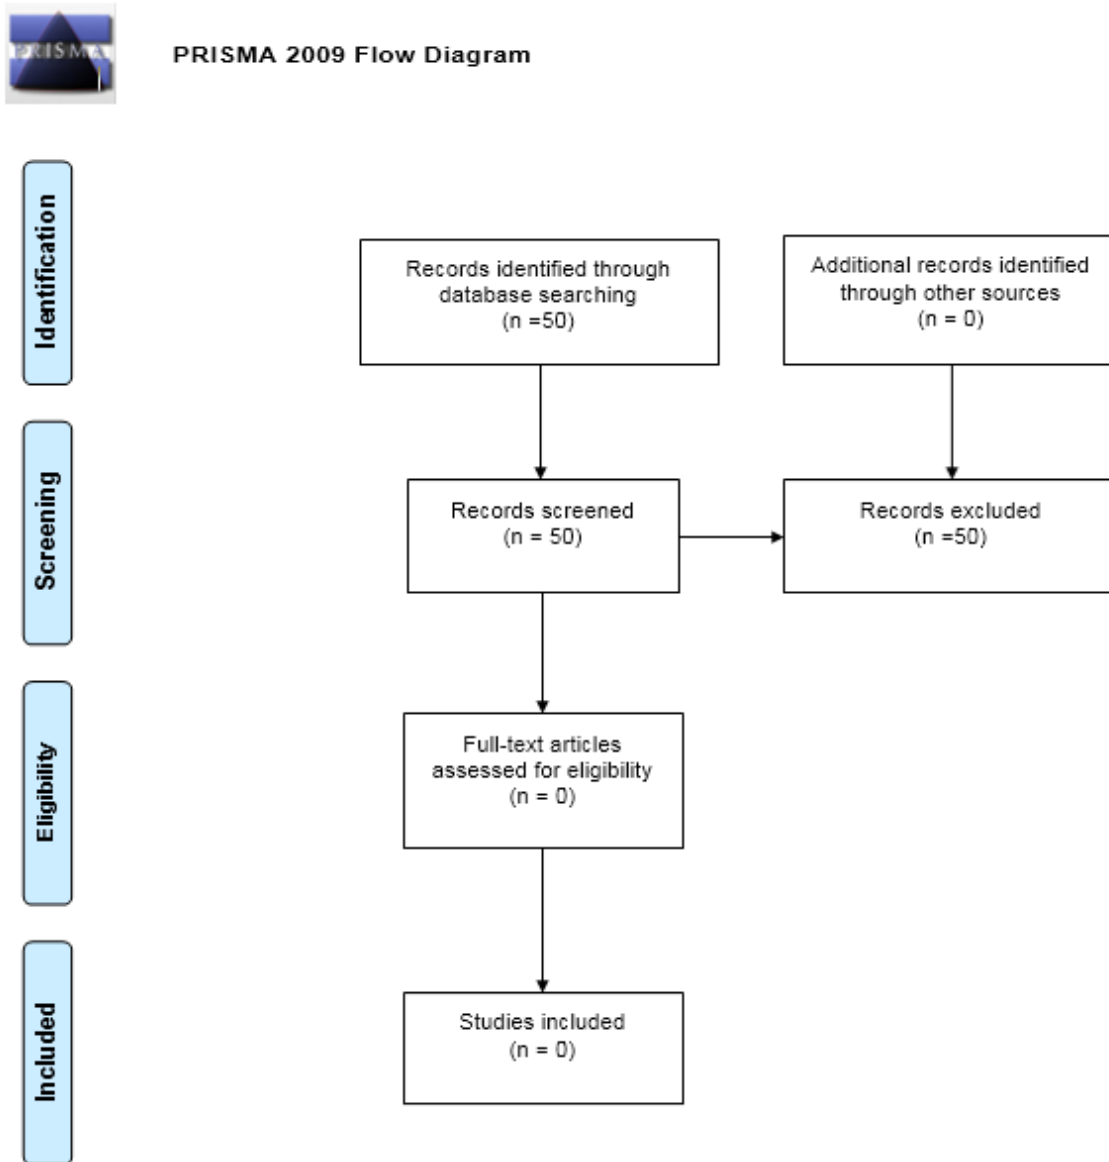 PRISMA
PRISMA 2009 Flow Diagram
Identification
Records identified through
database searching
(n =50)
Additional records identified
through other sources
(n = 0)
Screening
Records screened
(n = 50)
Records excluded
(n =50)
Eligibility
Full-text articles
assessed for eligibility
(n = 0)
Included
Studies included
(n = 0)